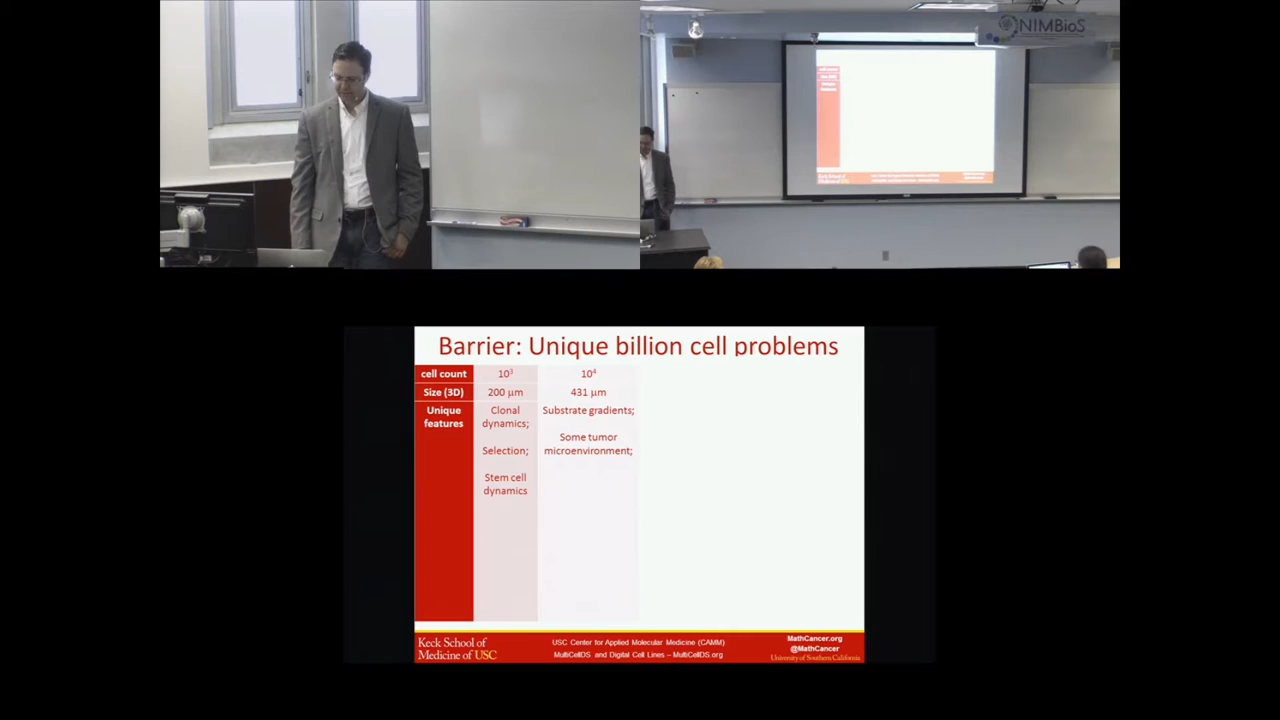 NIMBioS
cell count
Barrier: Unique billion cell problems
cell count 10³ 10⁴
Size (3D) 200 µm 431 µm
Unique features
Clonal dynamics;
Selection;
Stem cell dynamics
Substrate gradients;
Some tumor microenvironment;
Keck School of
Medicine of USC
USC Center for Applied Molecular Medicine (CAMM)
MultiCellDS and Digital Cell Lines – MultiCellDS.org
MathCancer.org
@MathCancer
University of Southern California